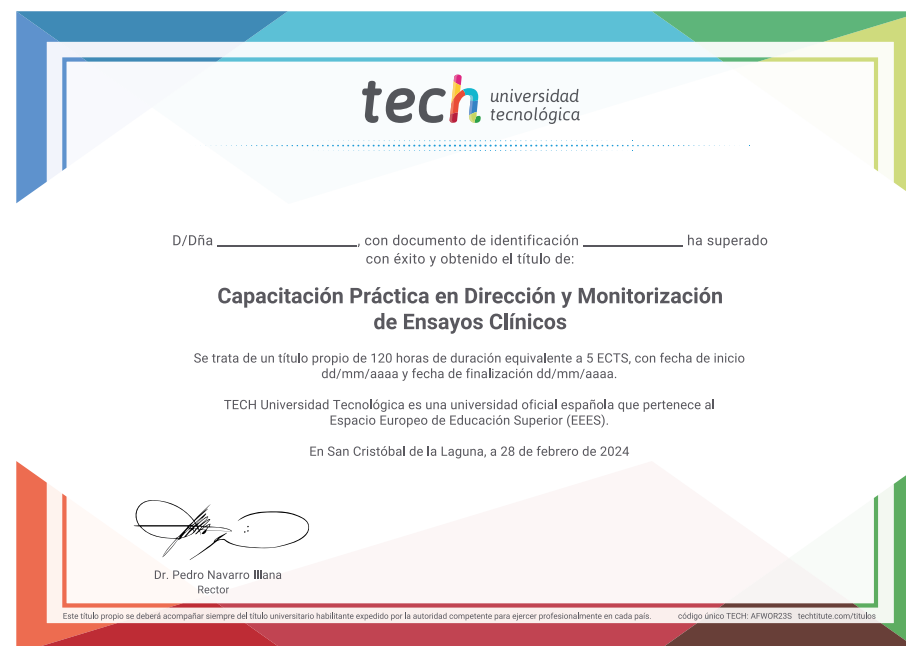 tech universidad
tecnológica
D/Dña ____________________, con documento de identificación ______________ ha superado
con éxito y obtenido el título de:
Capacitación Práctica en Dirección y Monitorización
de Ensayos Clínicos
Se trata de un título propio de 120 horas de duración equivalente a 5 ECTS, con fecha de inicio
dd/mm/aaaa y fecha de finalización dd/mm/aaaa.
TECH Universidad Tecnológica es una universidad oficial española que pertenece al
Espacio Europeo de Educación Superior (EEES).
En San Cristóbal de la Laguna, a 28 de febrero de 2024
Dr. Pedro Navarro Illana
Rector
Este título propio se deberá acompañar siempre del título universitario habilitante expedido por la autoridad competente para ejercer profesionalmente en cada país. código único TECH: AFWOR23S techtitute.com/titulos